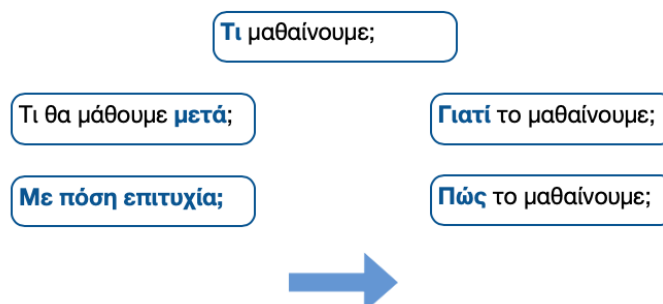 Τι μαθαίνουμε;
Τι θα μάθουμε μετά;
Γιατί το μαθαίνουμε;
Με πόση επιτυχία;
Πώς το μαθαίνουμε;